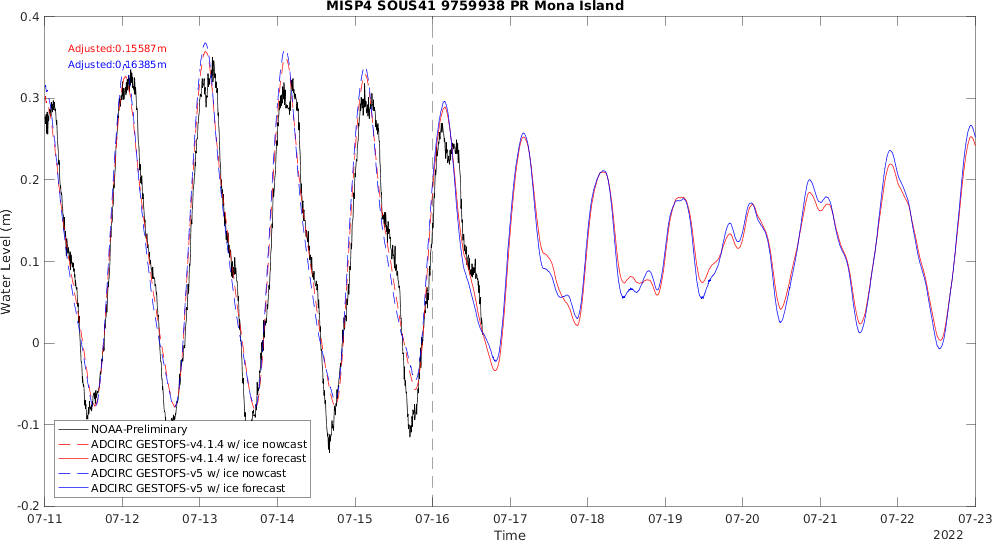 MISP4 SOUS41 9759938 PR Mona Island
0.4
0.3
0.2
0.1
0
-0.1
-0.2
Water Level (m)
Adjusted:0.15587m
Adjusted:0.16385m
NOAA-Preliminary
ADCIRC GESTOFS-v4.1.4 w/ ice nowcast
ADCIRC GESTOFS-v4.1.4 w/ ice forecast
ADCIRC GESTOFS-v5 w/ ice nowcast
ADCIRC GESTOFS-v5 w/ ice forecast
07-11 07-12 07-13 07-14 07-15 07-16 07-17 07-18 07-19 07-20 07-21 07-22 07-23
Time
2022